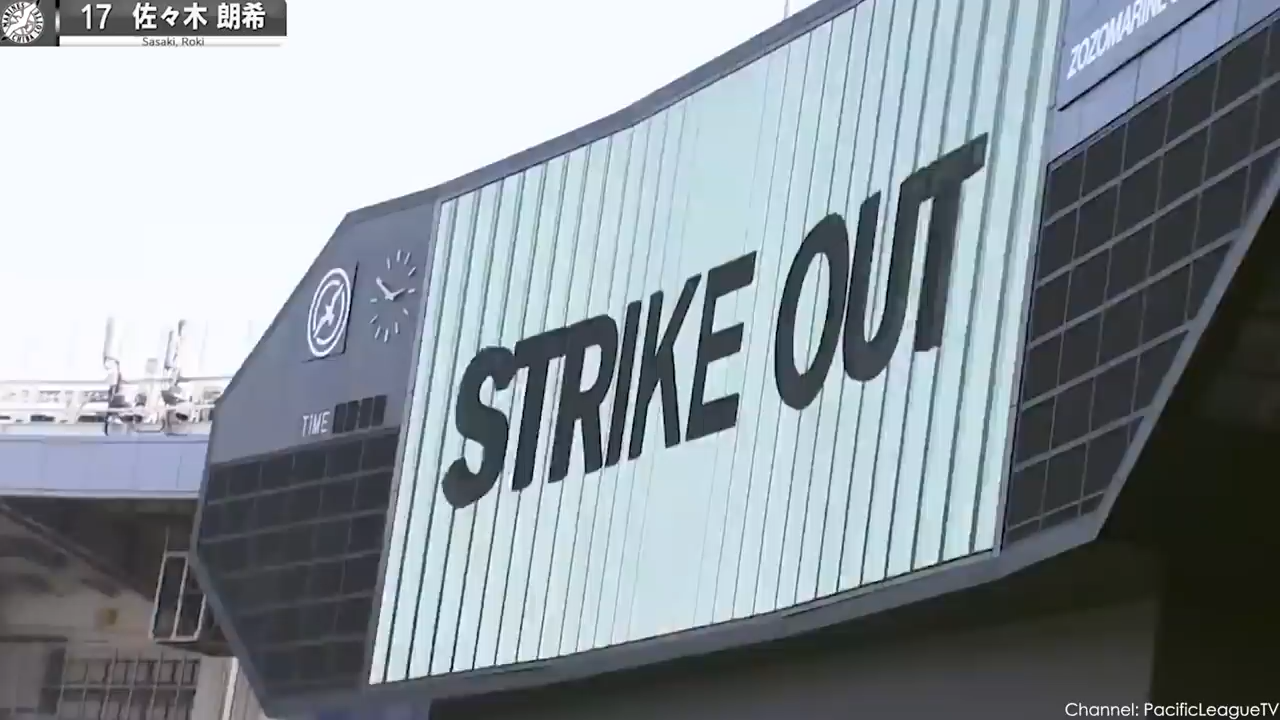 17 佐々木 朗希
Sasaki, Roki
ZOZOMARINE
STRIKE OUT
TIME
Channel: PacificLeagueTV